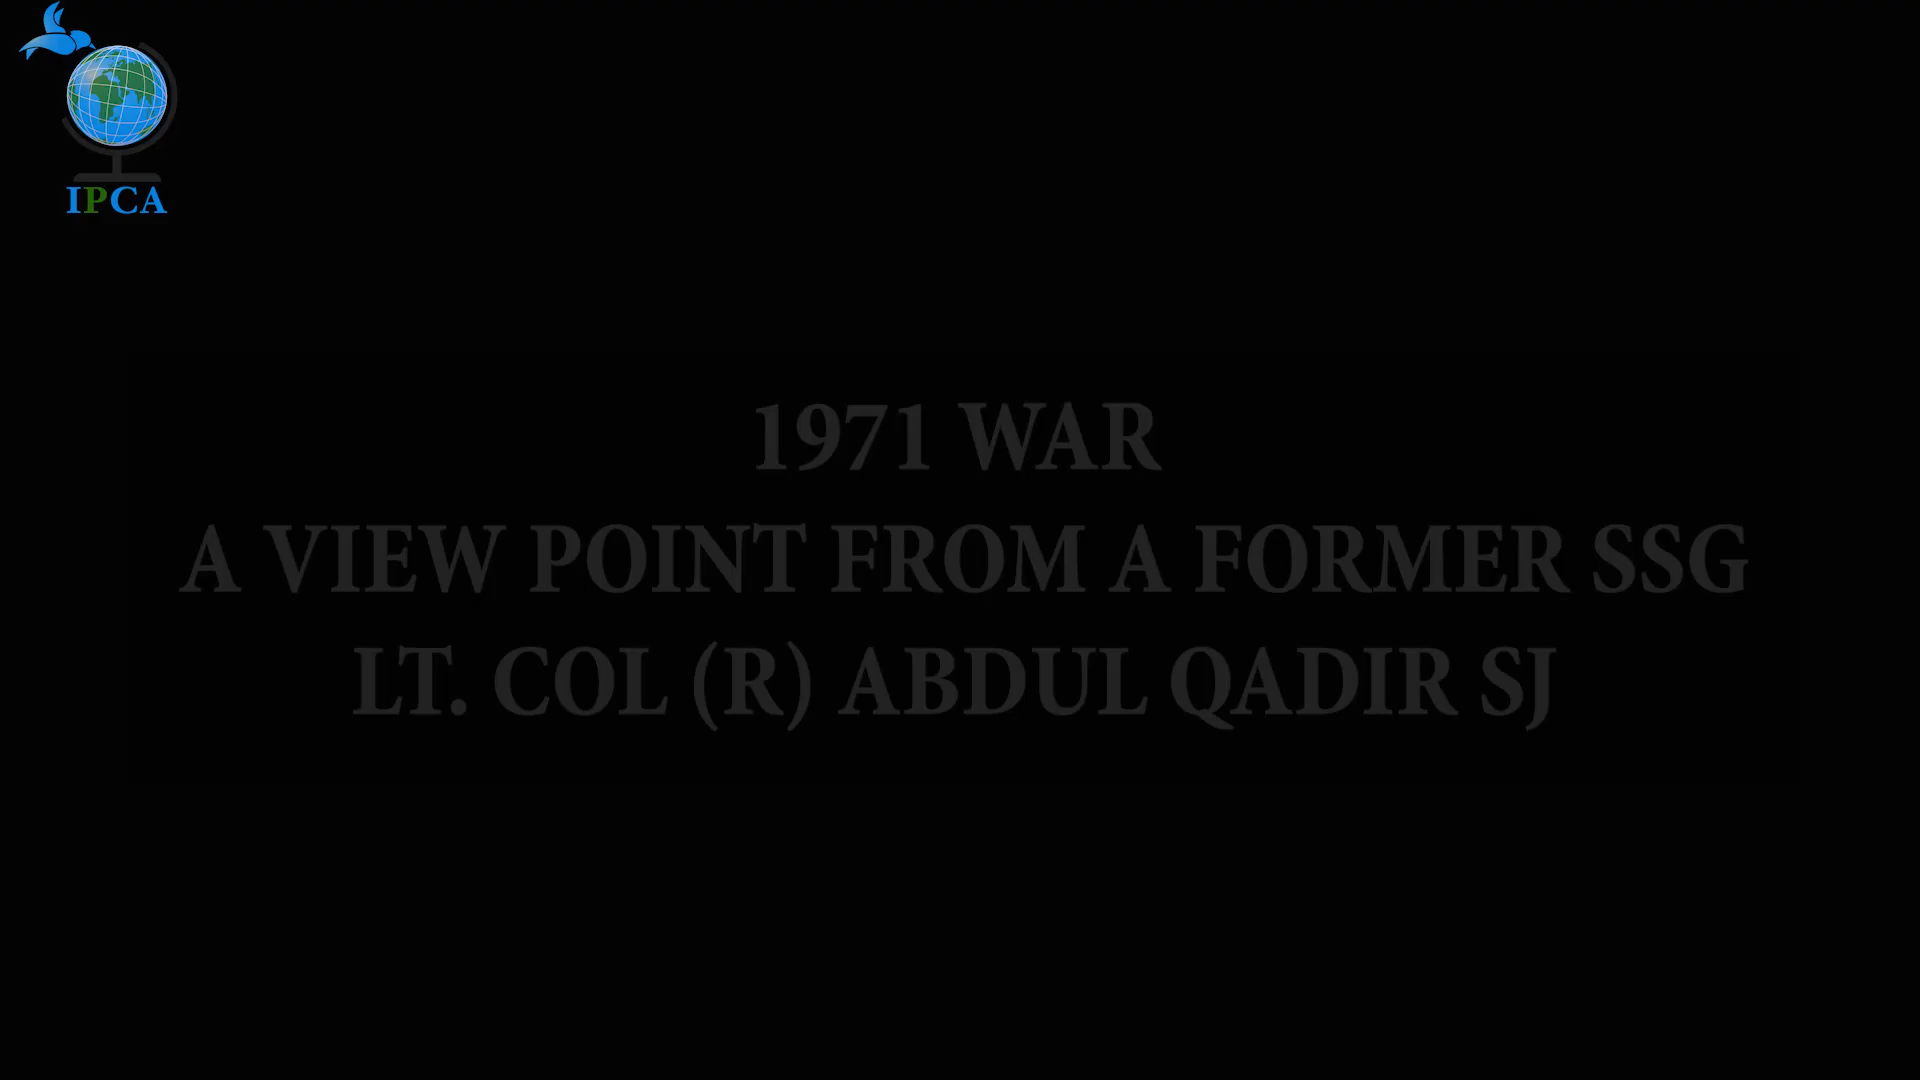 IPCA
1971 WAR
A VIEW POINT FROM A FORMER SSG
LT. COL (R) ABDUL QADIR SJ